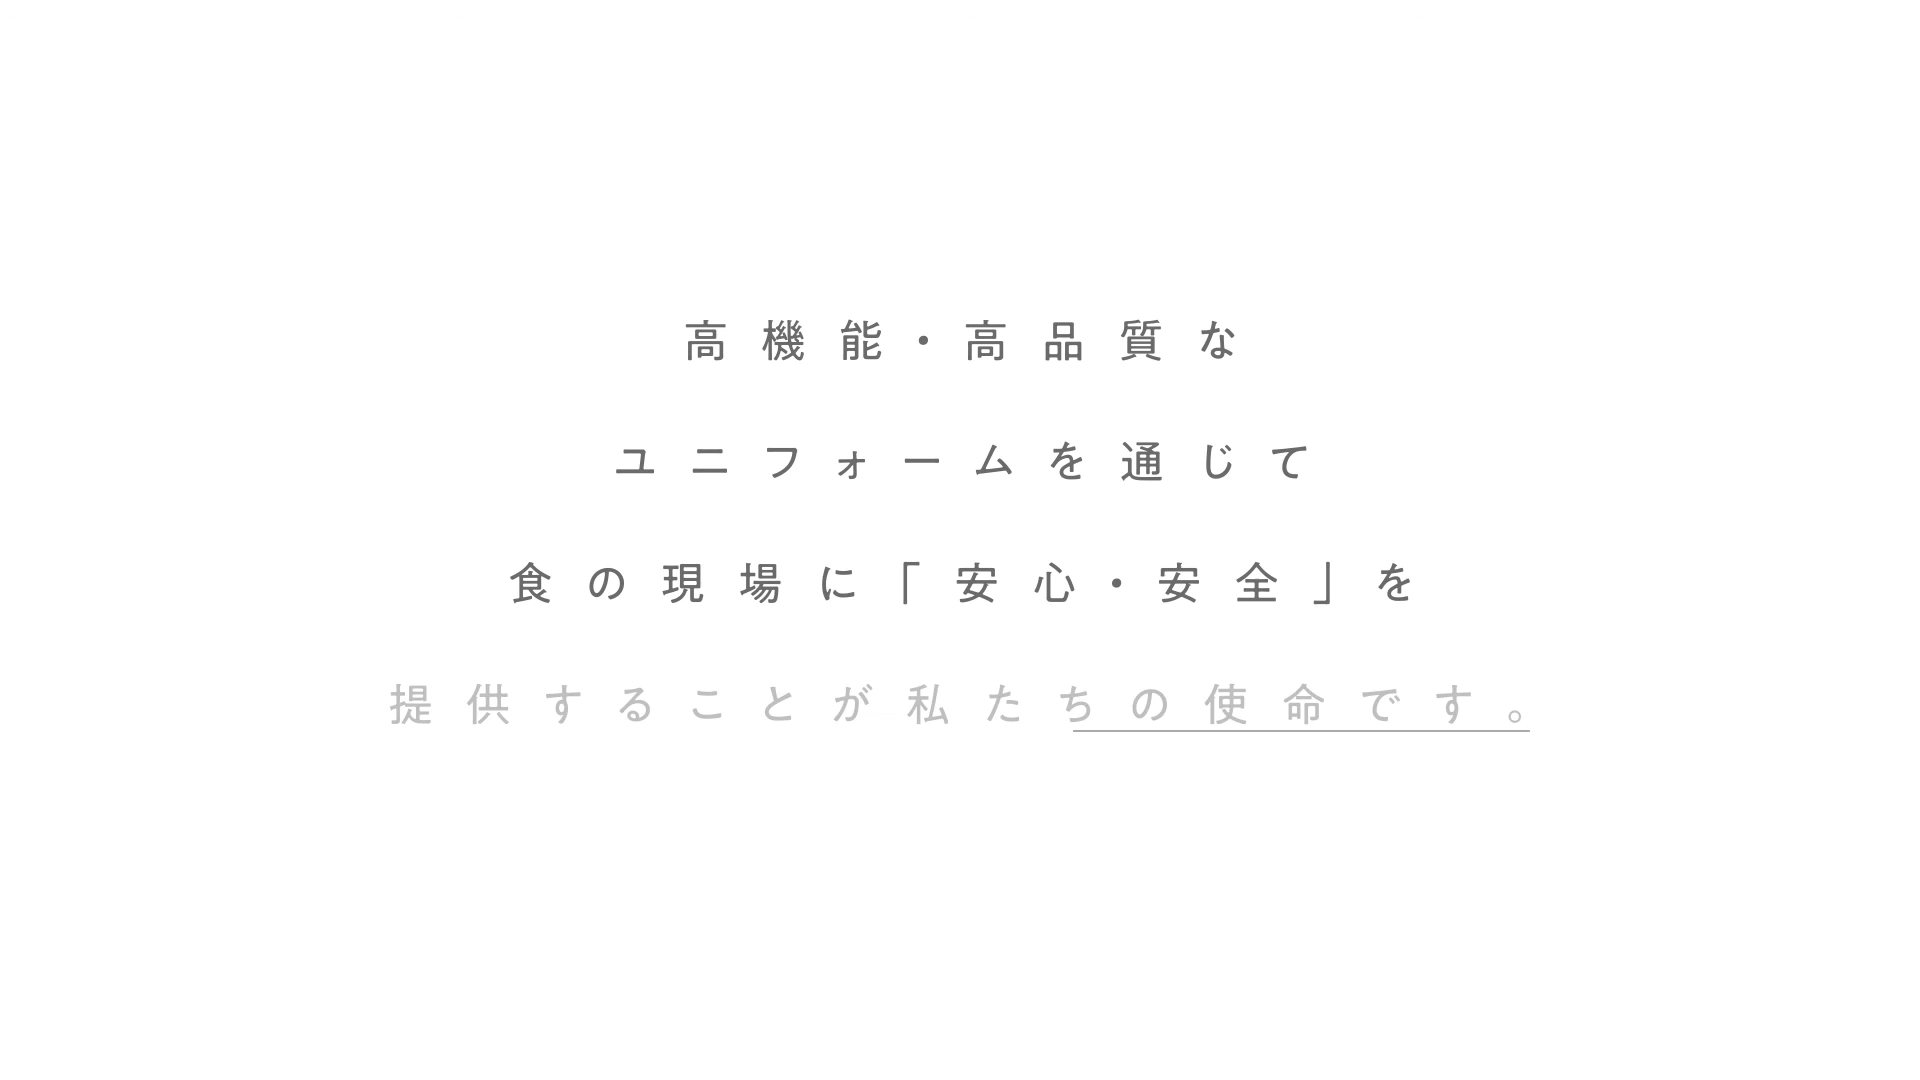 高機能・高品質な
ユニフォームを通じて
食の現場に「安心・安全」を
提供することが私たちの使命です。